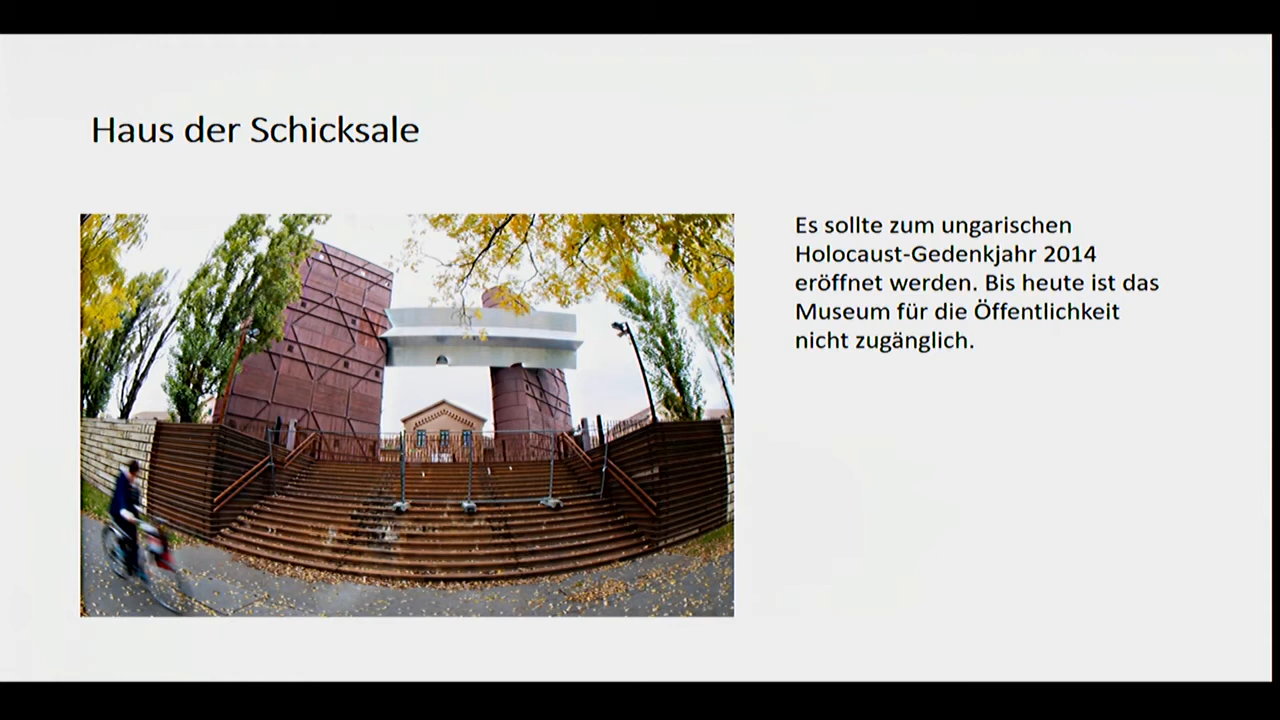 Haus der Schicksale
Es sollte zum ungarischen
Holocaust-Gedenkjahr 2014
eröffnet werden. Bis heute ist das
Museum für die Öffentlichkeit
nicht zugänglich.